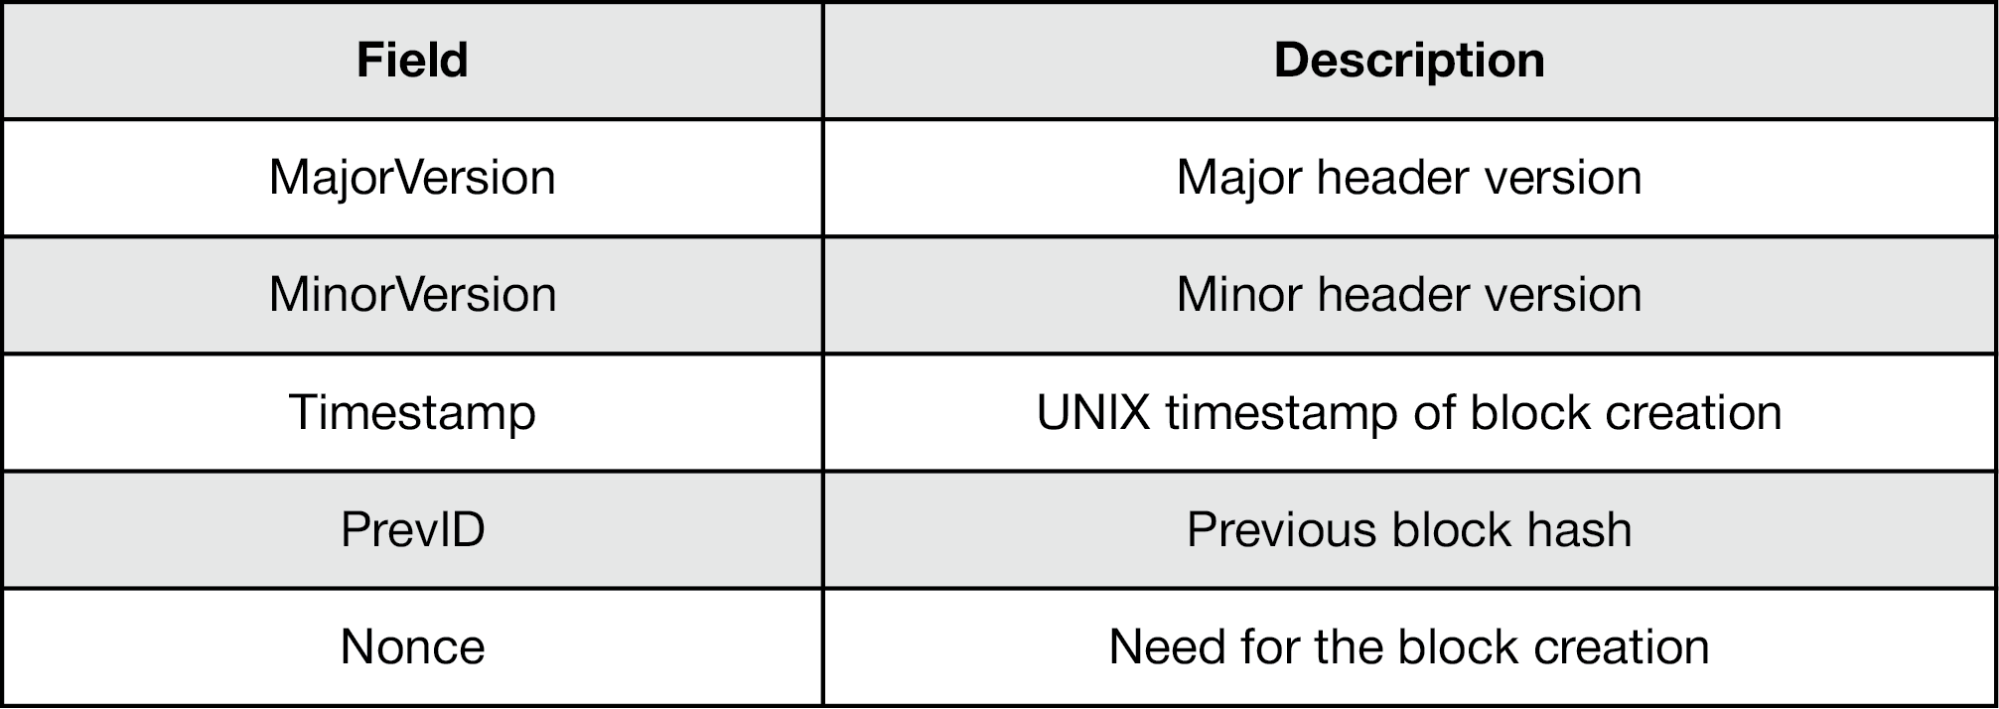 Field Description
MajorVersion Major header version
MinorVersion Minor header version
Timestamp UNIX timestamp of block creation
PrevID Previous block hash
Nonce Need for the block creation